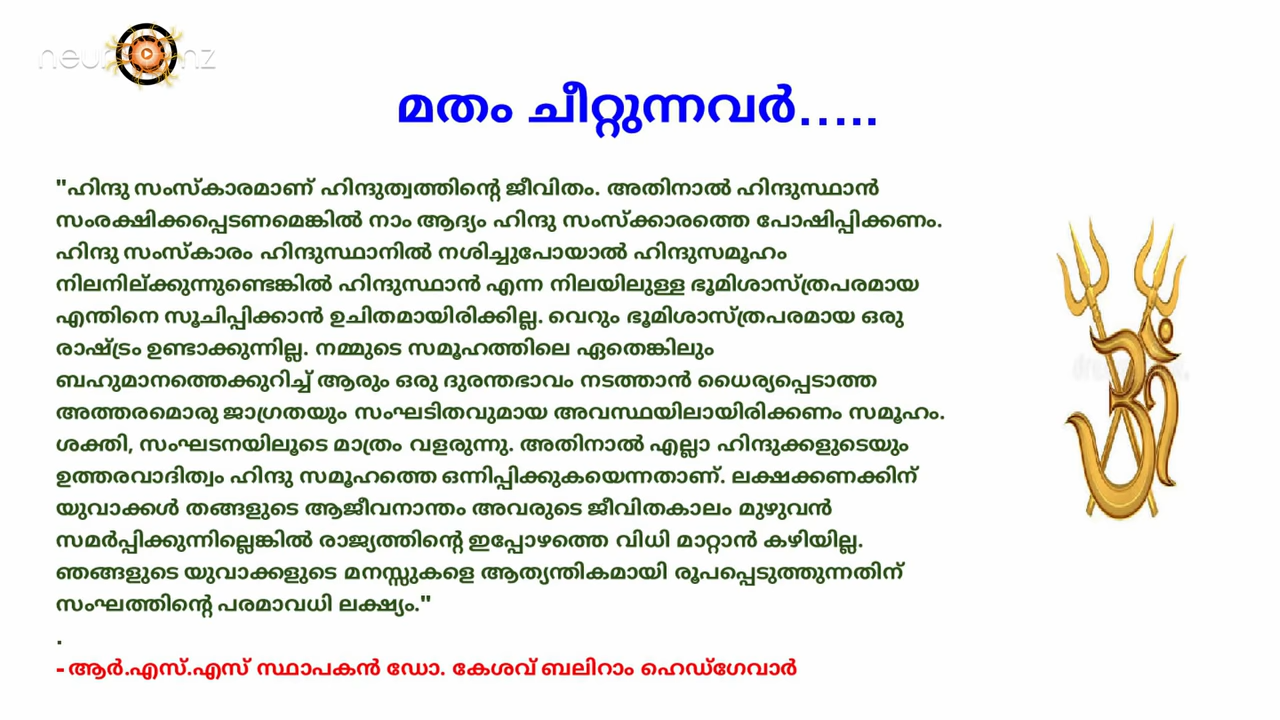 മതം ചീറ്റുന്നവർ.....
"ഹിന്ദു സംസ്കാരമാണ് ഹിന്ദുത്വത്തിന്റെ ജീവിതം. അതിനാൽ ഹിന്ദുസ്ഥാൻ
സംരക്ഷിക്കപ്പെടണമെങ്കിൽ നാം ആദ്യം ഹിന്ദു സംസ്ക്കാരത്തെ പോഷിപ്പിക്കണം.
ഹിന്ദു സംസ്കാരം ഹിന്ദുസ്ഥാനിൽ നശിച്ചുപോയാൽ ഹിന്ദുസമൂഹം
നിലനില്ക്കുന്നുണ്ടെങ്കിൽ ഹിന്ദുസ്ഥാൻ എന്ന നിലയിലുള്ള ഭൂമിശാസ്ത്രപരമായ
എന്തിനെ സൂചിപ്പിക്കാൻ ഉചിതമായിരിക്കില്ല. വെറും ഭൂമിശാസ്ത്രപരമായ ഒരു
രാഷ്ട്രം ഉണ്ടാക്കുന്നില്ല. നമ്മുടെ സമൂഹത്തിലെ ഏതെങ്കിലും
ബഹുമാനത്തെക്കുറിച്ച് ആരും ഒരു ദുരന്തഭാവം നടത്താൻ ധൈര്യപ്പെടാത്ത
അത്തരമൊരു ജാഗ്രതയും സംഘടിതവുമായ അവസ്ഥയിലായിരിക്കണം സമൂഹം.
ശക്തി, സംഘടനയിലൂടെ മാത്രം വളരുന്നു. അതിനാൽ എല്ലാ ഹിന്ദുക്കളുടെയും
ഉത്തരവാദിത്വം ഹിന്ദു സമൂഹത്തെ ഒന്നിപ്പിക്കുകയെന്നതാണ്. ലക്ഷക്കണക്കിന്
യുവാക്കൾ തങ്ങളുടെ ആജീവനാന്തം അവരുടെ ജീവിതകാലം മുഴുവൻ
സമർപ്പിക്കുന്നില്ലെങ്കിൽ രാജ്യത്തിന്റെ ഇപ്പോഴത്തെ വിധി മാറ്റാൻ കഴിയില്ല.
ഞങ്ങളുടെ യുവാക്കളുടെ മനസ്സുകളെ ആത്യന്തികമായി രൂപപ്പെടുത്തുന്നതിന്
സംഘത്തിന്റെ പരമാവധി ലക്ഷ്യം."
.
- ആർ.എസ്.എസ് സ്ഥാപകൻ ഡോ. കേശവ് ബലിറാം ഹെഡ്ഗേവാർ